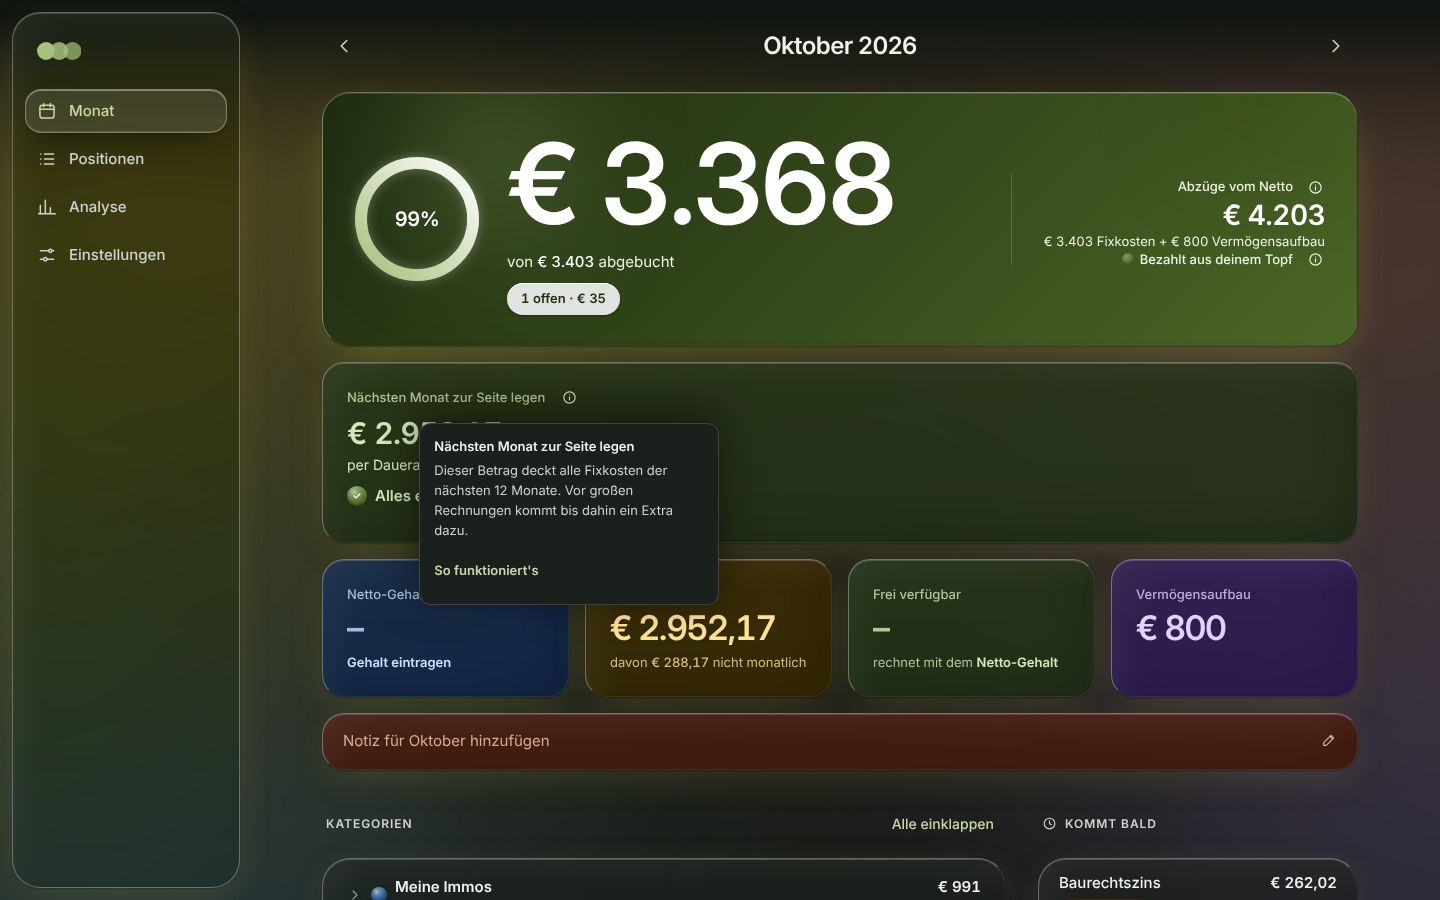 Monat
Positionen
Analyse
Einstellungen
Oktober 2026
99%
€ 3.368
von € 3.403 abgebucht
1 offen · € 35
Abzüge vom Netto
€ 4.203
€ 3.403 Fixkosten + € 800 Vermögensaufbau
Bezahlt aus deinem Topf
Nächsten Monat zur Seite legen
€ 2.9
per
Alles
Nächsten Monat zur Seite legen
Dieser Betrag deckt alle Fixkosten der
nächsten 12 Monate. Vor großen
Rechnungen kommt bis dahin ein Extra
dazu.
So funktioniert's
–
Gehalt eintragen
€ 2.952,17
davon € 288,17 nicht monatlich
Frei verfügbar
–
rechnet mit dem Netto-Gehalt
Vermögensaufbau
€ 800
Notiz für Oktober hinzufügen
KATEGORIEN
Alle einklappen
KOMMT BALD
Meine Immos
€ 991
Baurechtszins
€ 262,02